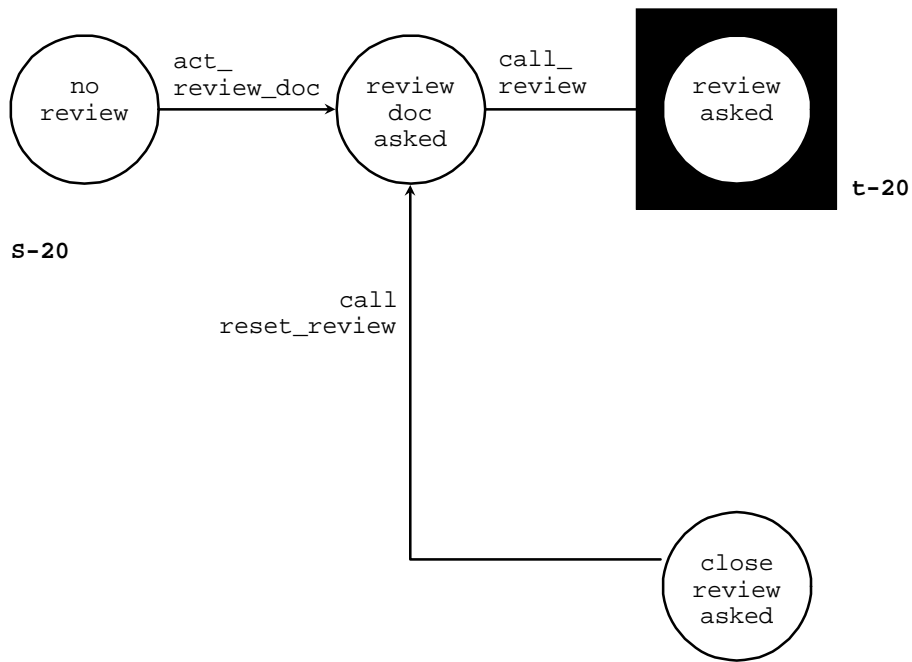 no
review
act_
review_doc
review
doc
asked
call_
review
review
asked
t-20
S-20
call
reset_review
close
review
asked